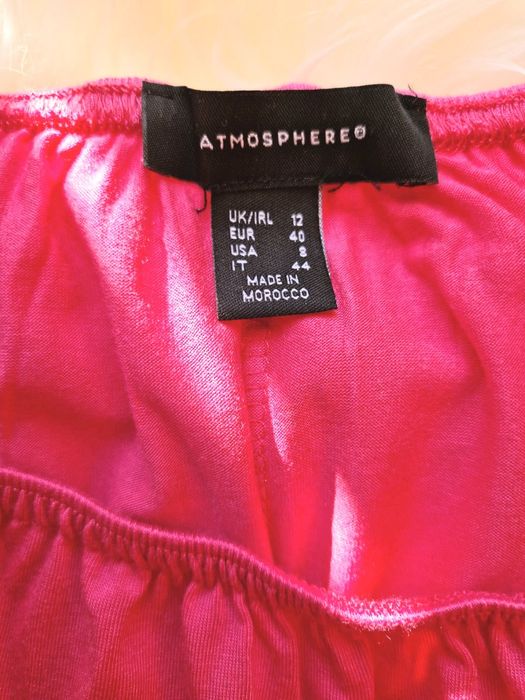 ATMOSPHERE®
UK/IRL 12
EUR 40
USA 8
IT 44
MADE IN
MOROCCO